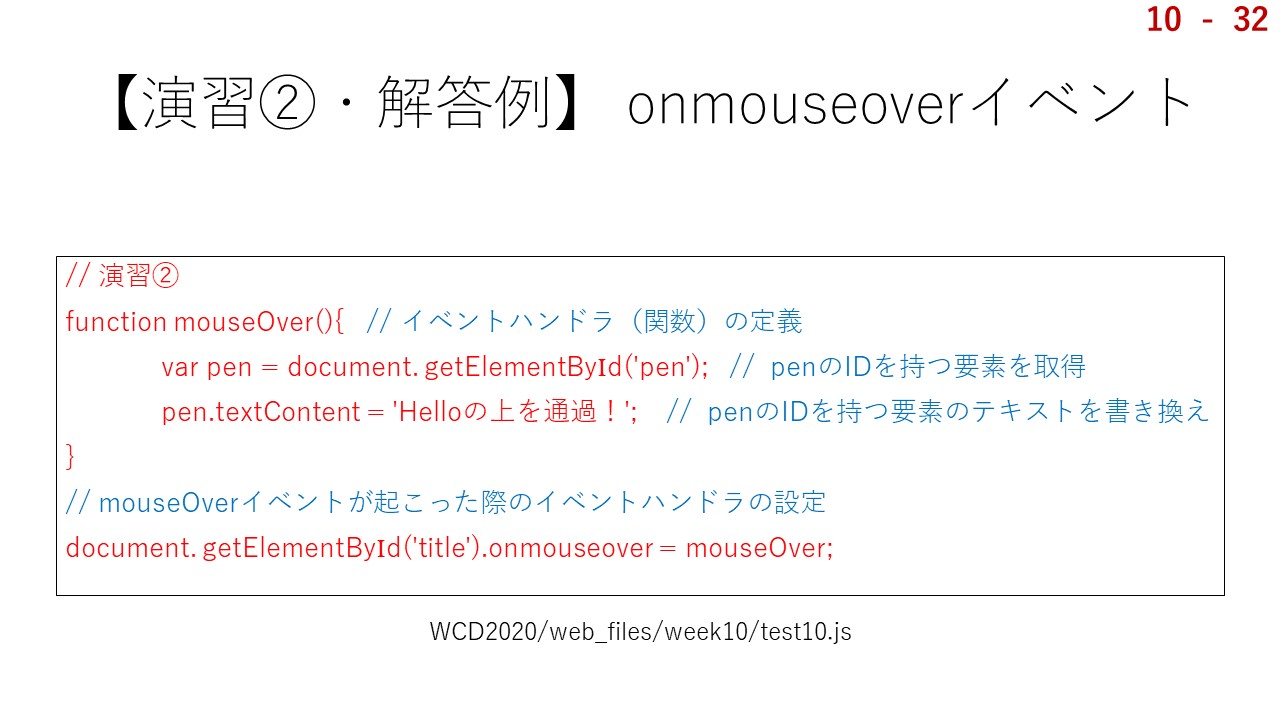 10 - 32
【演習②・解答例】 onmouseoverイベント
// 演習②
function mouseOver(){ // イベントハンドラ（関数）の定義
var pen = document. getElementById('pen'); // penのIDを持つ要素を取得
pen.textContent = 'Helloの上を通過！'; // penのIDを持つ要素のテキストを書き換え
}
// mouseOverイベントが起こった際のイベントハンドラの設定
document. getElementById('title').onmouseover = mouseOver;
WCD2020/web_files/week10/test10.js